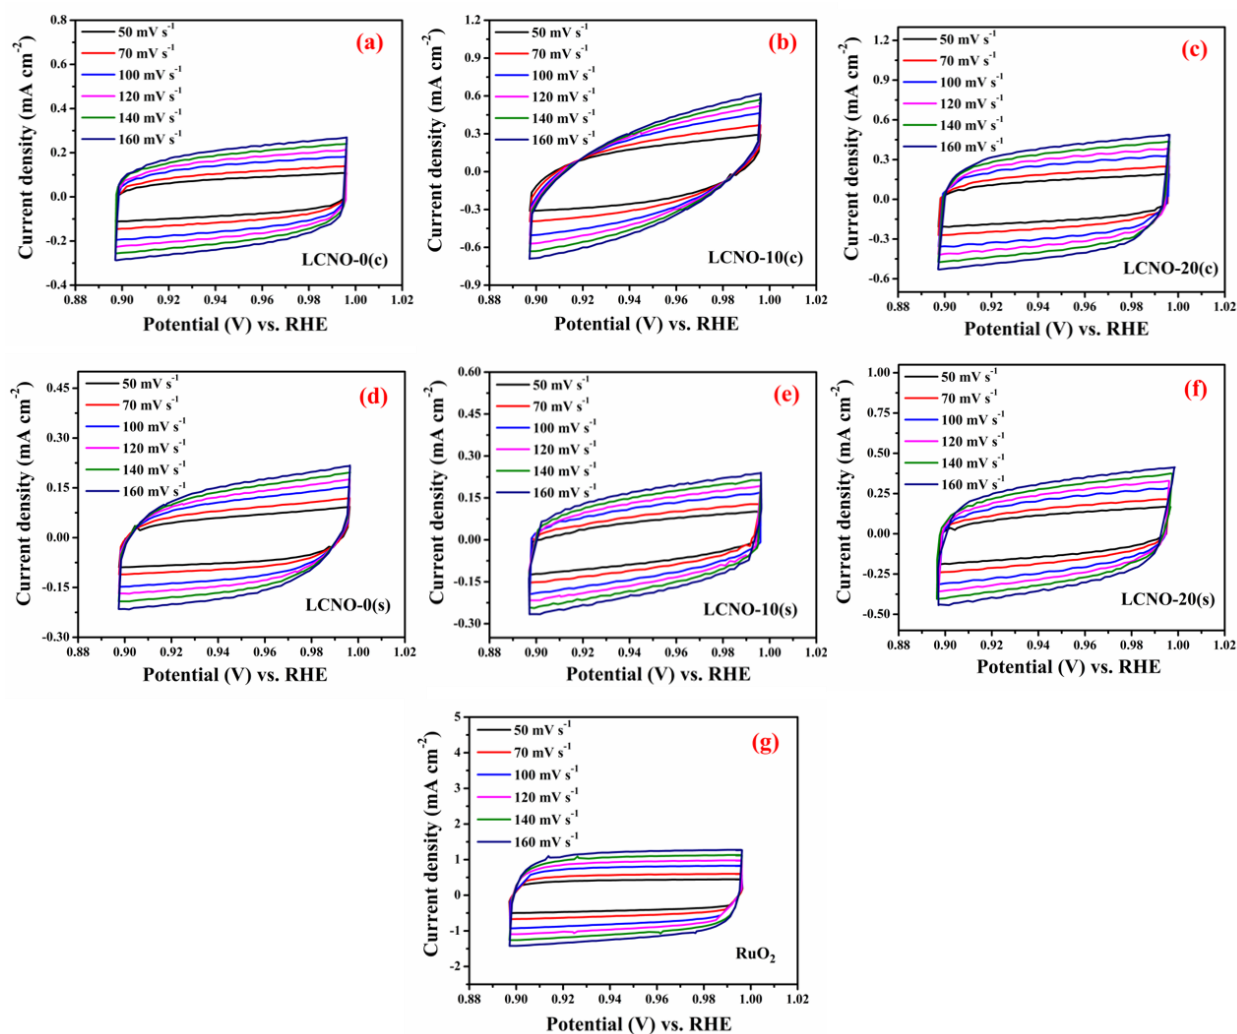 (a)
50 mV s⁻¹
70 mV s⁻¹
100 mV s⁻¹
120 mV s⁻¹
140 mV s⁻¹
160 mV s⁻¹
0.8
0.6
0.4
0.2
0.0
-0.2
-0.4
Current density (mA cm⁻²)
LCNO-0(c)
0.88 0.90 0.92 0.94 0.96 0.98 1.00 1.02
Potential (V) vs. RHE
(b)
50 mV s⁻¹
70 mV s⁻¹
100 mV s⁻¹
120 mV s⁻¹
140 mV s⁻¹
160 mV s⁻¹
1.2
0.9
0.6
0.3
0.0
-0.3
-0.6
-0.9
Current density (mA cm⁻²)
LCNO-10(c)
0.88 0.90 0.92 0.94 0.96 0.98 1.00 1.02
Potential (V) vs. RHE
(c)
50 mV s⁻¹
70 mV s⁻¹
100 mV s⁻¹
120 mV s⁻¹
140 mV s⁻¹
160 mV s⁻¹
1.2
0.9
0.6
0.3
0.0
-0.3
-0.6
Current density (mA cm⁻²)
LCNO-20(c)
0.88 0.90 0.92 0.94 0.96 0.98 1.00 1.02
Potential (V) vs. RHE
(d)
50 mV s⁻¹
70 mV s⁻¹
100 mV s⁻¹
120 mV s⁻¹
140 mV s⁻¹
160 mV s⁻¹
0.45
0.30
0.15
0.00
-0.15
-0.30
Current density (mA cm⁻²)
LCNO-0(s)
0.88 0.90 0.92 0.94 0.96 0.98 1.00 1.02
Potential (V) vs. RHE
(e)
50 mV s⁻¹
70 mV s⁻¹
100 mV s⁻¹
120 mV s⁻¹
140 mV s⁻¹
160 mV s⁻¹
0.60
0.45
0.30
0.15
0.00
-0.15
-0.30
Current density (mA cm⁻²)
LCNO-10(s)
0.88 0.90 0.92 0.94 0.96 0.98 1.00 1.02
Potential (V) vs. RHE
(f)
50 mV s⁻¹
70 mV s⁻¹
100 mV s⁻¹
120 mV s⁻¹
140 mV s⁻¹
160 mV s⁻¹
1.00
0.75
0.50
0.25
0.00
-0.25
-0.50
Current density (mA cm⁻²)
LCNO-20(s)
0.88 0.90 0.92 0.94 0.96 0.98 1.00 1.02
Potential (V) vs. RHE
(g)
50 mV s⁻¹
70 mV s⁻¹
100 mV s⁻¹
120 mV s⁻¹
140 mV s⁻¹
160 mV s⁻¹
5
4
3
2
1
0
-1
-2
Current density (mA cm⁻²)
RuO₂
0.88 0.90 0.92 0.94 0.96 0.98 1.00 1.02
Potential (V) vs. RHE